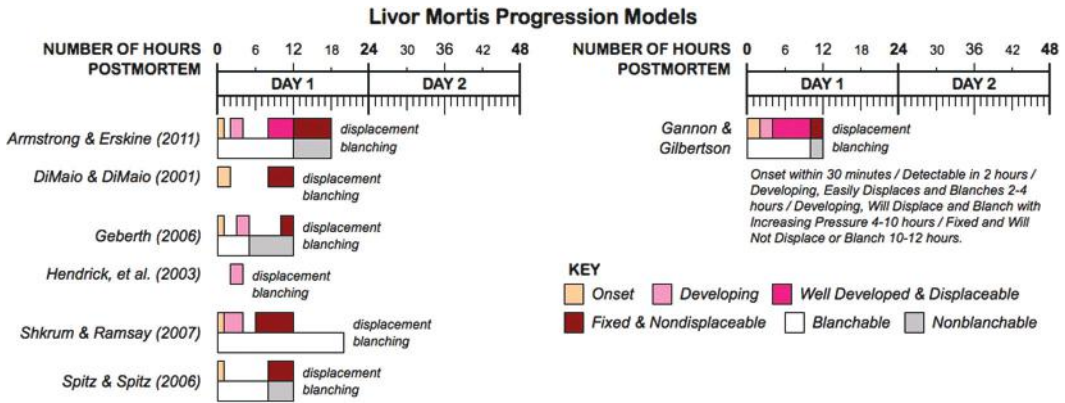 Livor Mortis Progression Models
NUMBER OF HOURS
POSTMORTEM
0 6 12 18 24 30 36 42 48
DAY 1 DAY 2
Armstrong & Erskine (2011)
displacement
blanching
DiMaio & DiMaio (2001)
displacement
blanching
Geberth (2006)
displacement
blanching
Hendrick, et al. (2003)
displacement
blanching
Shkrum & Ramsay (2007)
displacement
blanching
Spitz & Spitz (2006)
displacement
blanching
NUMBER OF HOURS
POSTMORTEM
0 6 12 18 24 30 36 42 48
DAY 1 DAY 2
Gannon &
Gilbertson
displacement
blanching
Onset within 30 minutes / Detectable in 2 hours /
Developing, Easily Displaces and Blanches 2-4
hours / Developing, Will Displace and Blanch with
Increasing Pressure 4-10 hours / Fixed and Will
Not Displace or Blanch 10-12 hours.
KEY
Onset Developing Well Developed & Displaceable
Fixed & Nondisplaceable Blanchable Nonblanchable